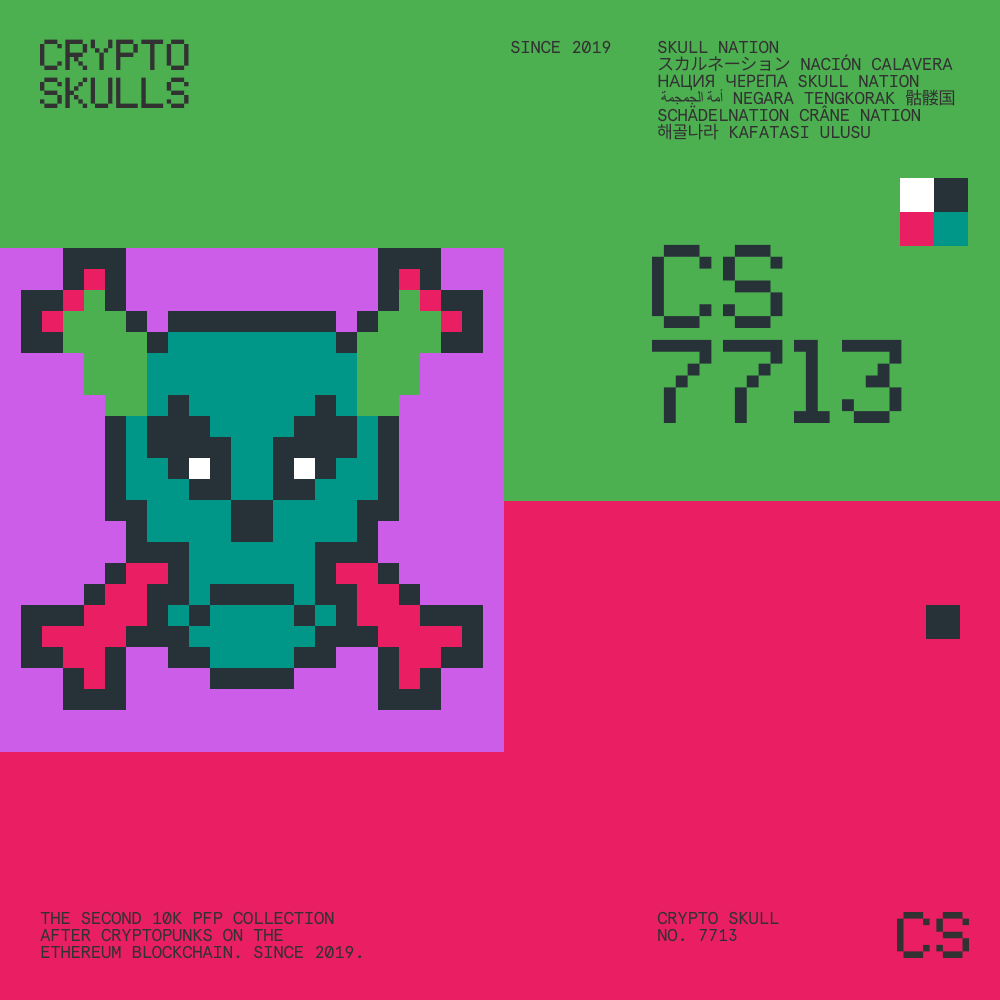 CRYPTO
SKULLS
SINCE 2019
SKULL NATION
スカルネーション NACIÓN CALAVERA
НАЦИЯ ЧЕРЕПА SKULL NATION
أمة الجمجمة NEGARA TENGKORAK 骷髅国
SCHÄDELNATION CRÂNE NATION
해골나라 KAFATASI ULUSU
CS
7713
THE SECOND 10K PFP COLLECTION
AFTER CRYPTOPUNKS ON THE
ETHEREUM BLOCKCHAIN. SINCE 2019.
CRYPTO SKULL
NO. 7713
CS